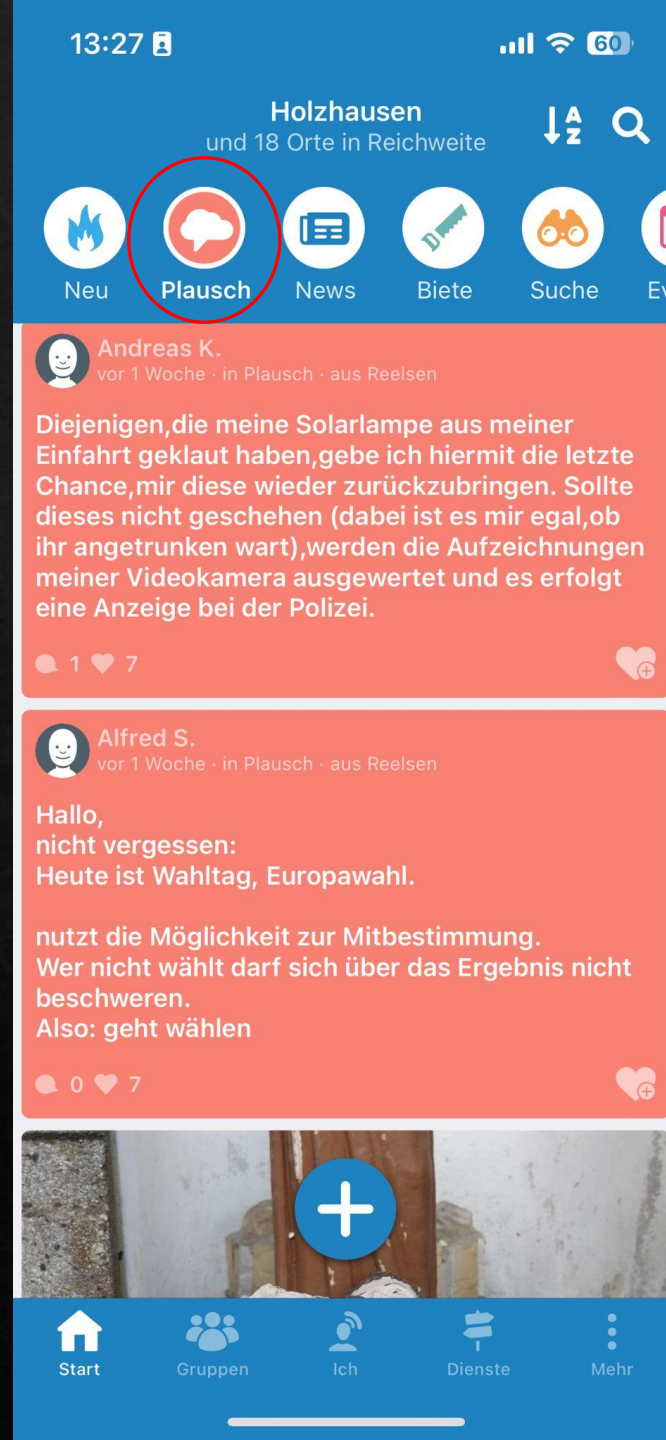 13:27
60
Holzhausen
und 18 Orte in Reichweite
A
Z
Neu
Plausch
News
Biete
Suche
Ev
Andreas K.
vor 1 Woche · in Plausch · aus Reelsen
Diejenigen,die meine Solarlampe aus meiner
Einfahrt geklaut haben,gebe ich hiermit die letzte
Chance,mir diese wieder zurückzubringen. Sollte
dieses nicht geschehen (dabei ist es mir egal,ob
ihr angetrunken wart),werden die Aufzeichnungen
meiner Videokamera ausgewertet und es erfolgt
eine Anzeige bei der Polizei.
1 7
Alfred S.
vor 1 Woche · in Plausch · aus Reelsen
Hallo,
nicht vergessen:
Heute ist Wahltag, Europawahl.
nutzt die Möglichkeit zur Mitbestimmung.
Wer nicht wählt darf sich über das Ergebnis nicht
beschweren.
Also: geht wählen
0 7
Start
Gruppen
Ich
Dienste
Mehr